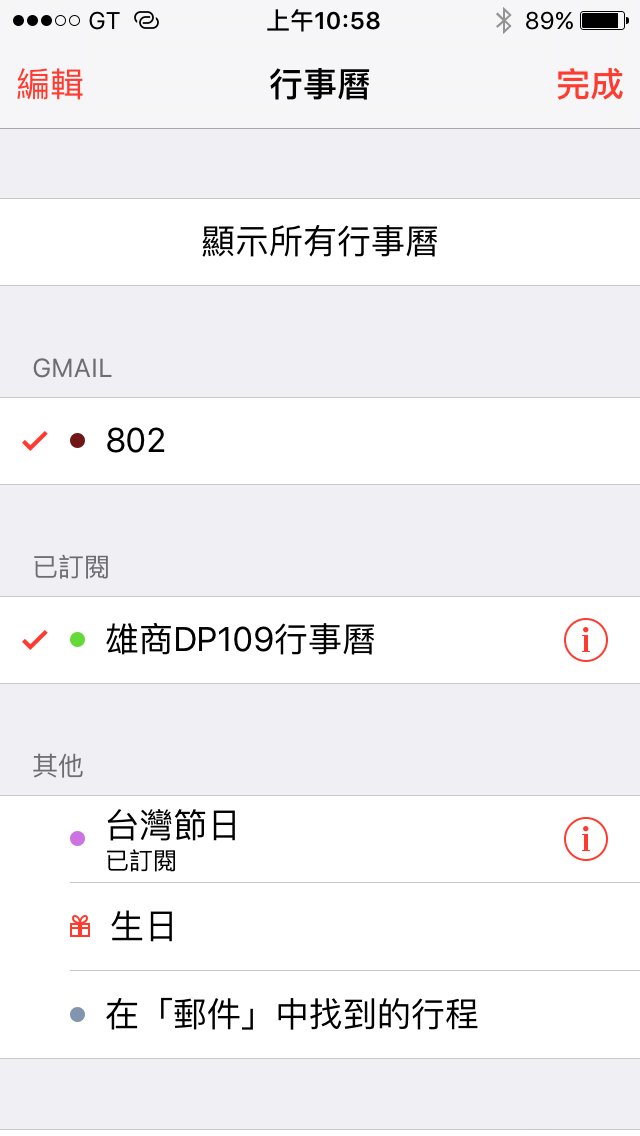 GT 上午10:58 89%
編輯 行事曆 完成
顯示所有行事曆
GMAIL
802
已訂閱
雄商DP109行事曆
其他
台灣節日
已訂閱
生日
在「郵件」中找到的行程